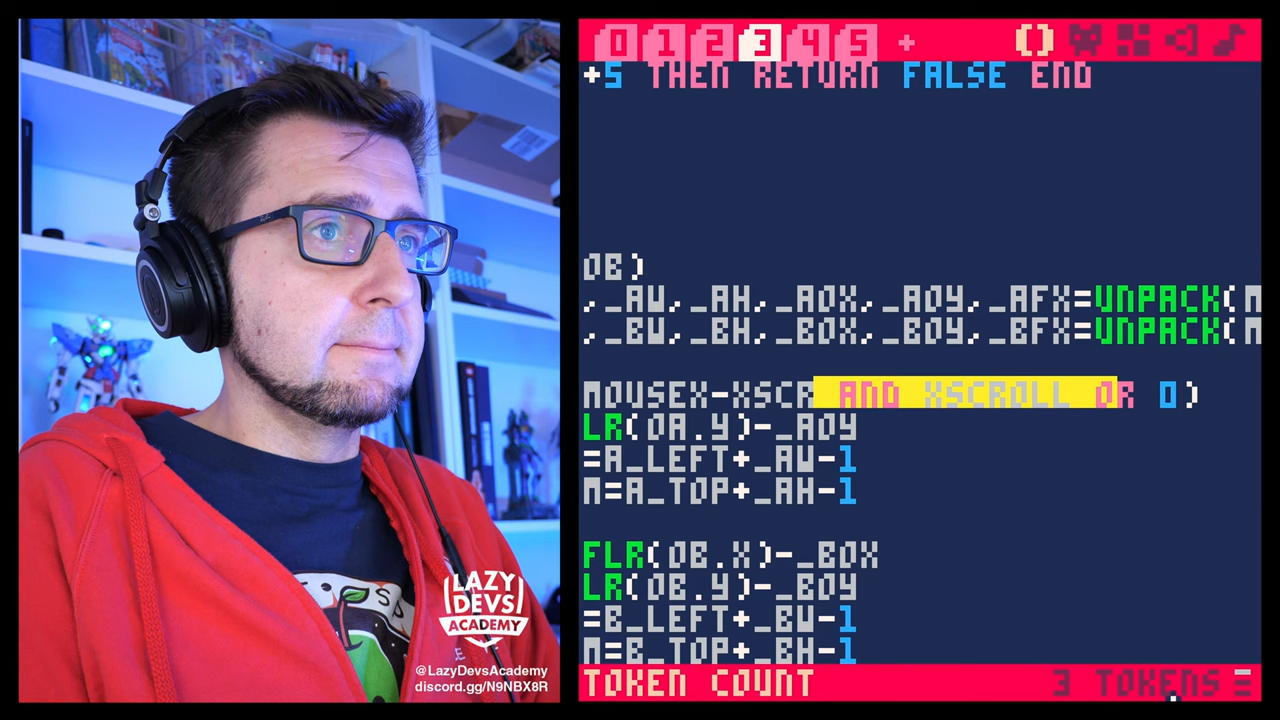 LAZY
DEVS
ACADEMY
@LazyDevsAcademy
discord.gg/N9NBX8R
0 1 2 3 4 5 +
+5 THEN RETURN FALSE END
OB)
,_AW,_AH,_AOX,_AOY,_AFX=UNPACK(M
,_BW,_BH,_BOX,_BOY,_BFX=UNPACK(M
MOUSEX-XSCR AND XSCROLL OR 0)
LR(OA.Y)-_AOY
=A_LEFT+_AW-1
M=A_TOP+_AH-1
FLR(OB.X)-_BOX
LR(OB.Y)-_BOY
=B_LEFT+_BW-1
M=B_TOP+_BH-1
TOKEN COUNT 3 TOKENS